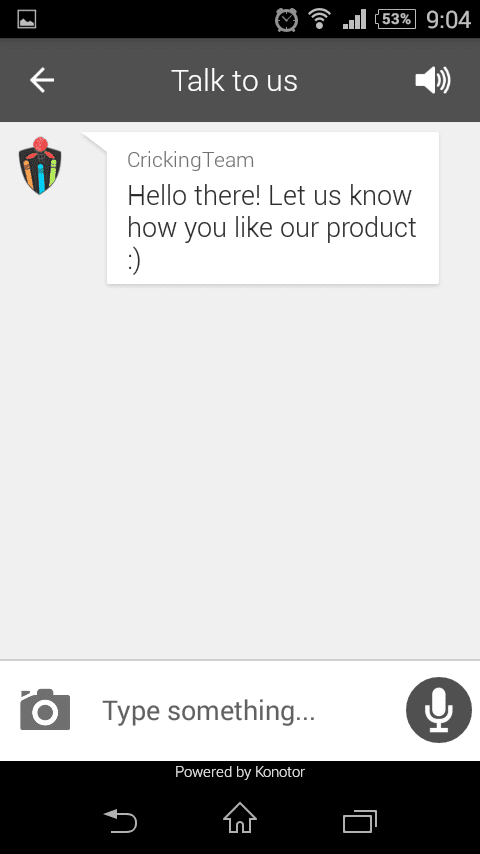 53% 9:04
Talk to us
CrickingTeam
Hello there! Let us know
how you like our product
:)
Type something...
Powered by Konotor